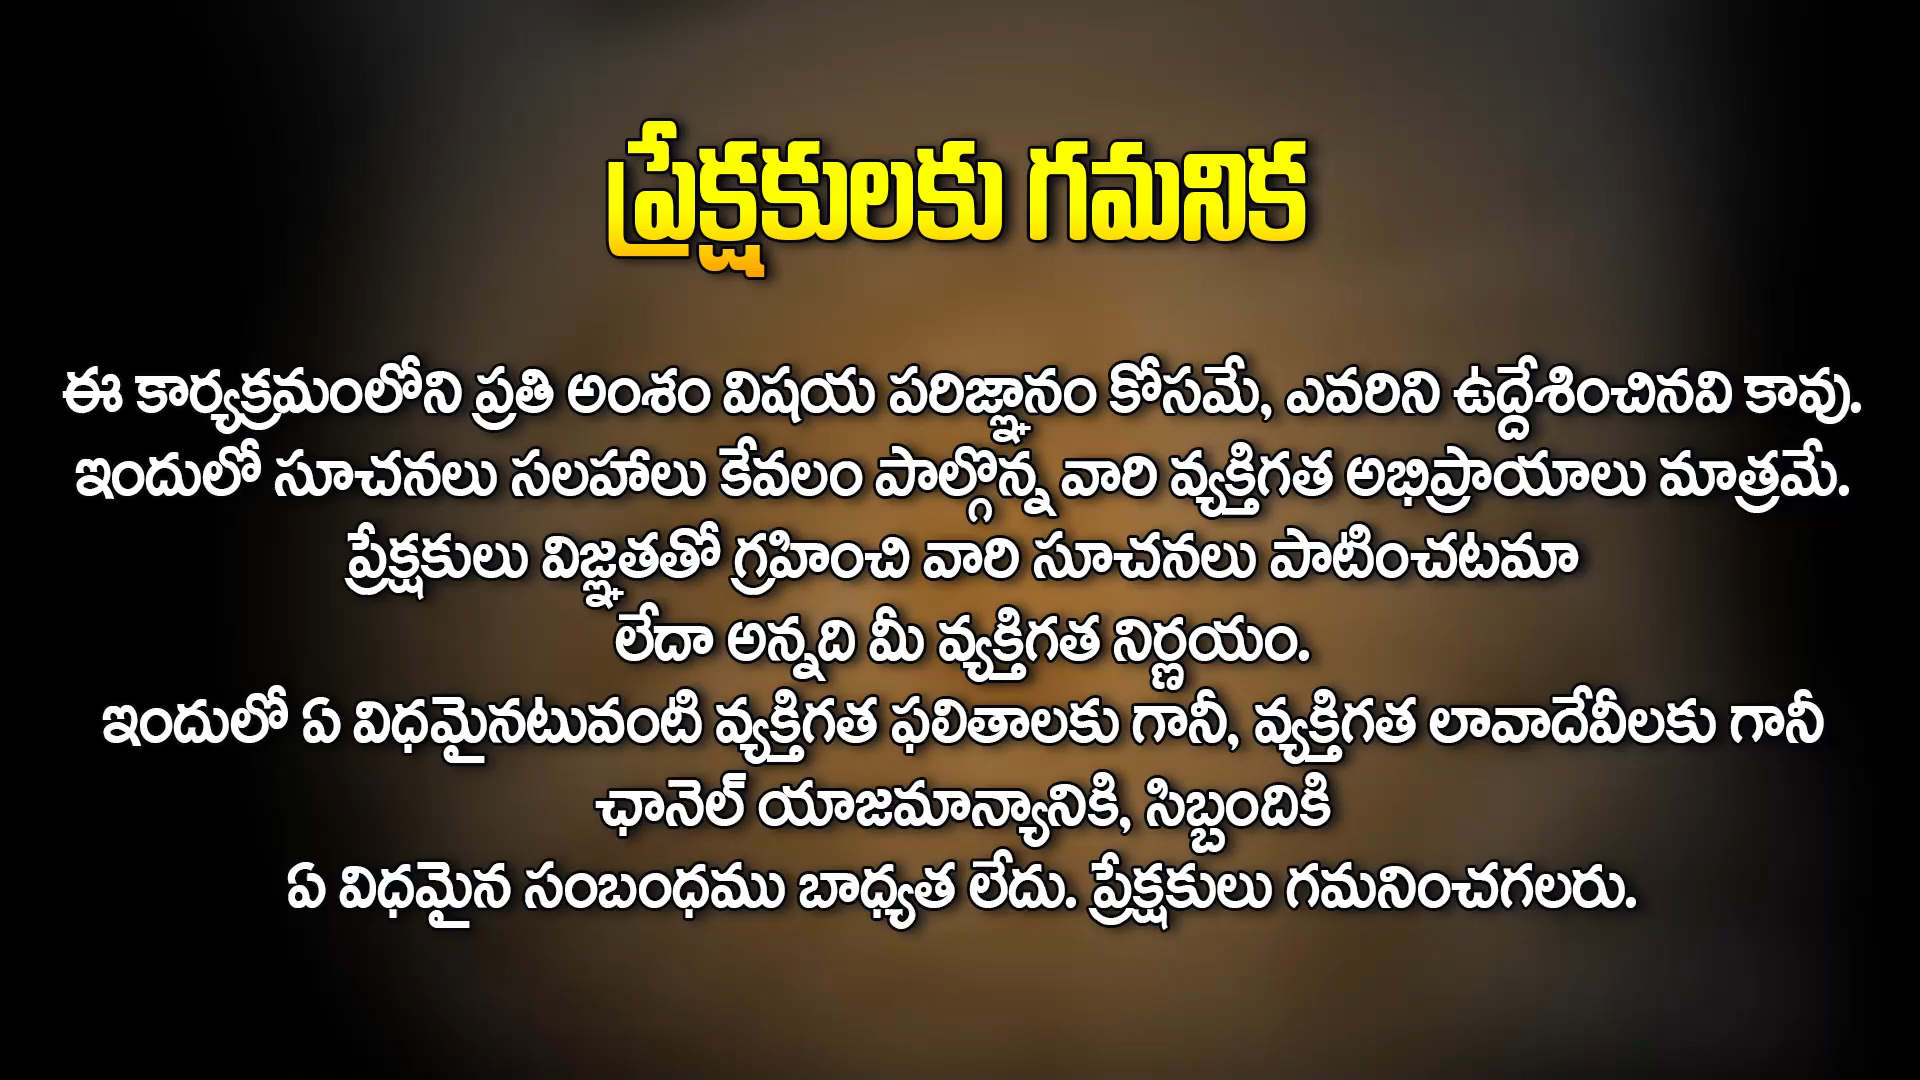 ప్రేక్షకులకు గమనిక
ఈ కార్యక్రమంలోని ప్రతి అంశం విషయ పరిజ్ఞానం కోసమే, ఎవరిని ఉద్దేశించినవి కావు.
ఇందులో సూచనలు సలహాలు కేవలం పాల్గొన్న వారి వ్యక్తిగత అభిప్రాయాలు మాత్రమే.
ప్రేక్షకులు విజ్ఞతతో గ్రహించి వారి సూచనలు పాటించటమా
లేదా అన్నది మీ వ్యక్తిగత నిర్ణయం.
ఇందులో ఏ విధమైనటువంటి వ్యక్తిగత ఫలితాలకు గానీ, వ్యక్తిగత లావాదేవీలకు గానీ
ఛానెల్ యాజమాన్యానికి, సిబ్బందికి
ఏ విధమైన సంబంధము బాధ్యత లేదు. ప్రేక్షకులు గమనించగలరు.